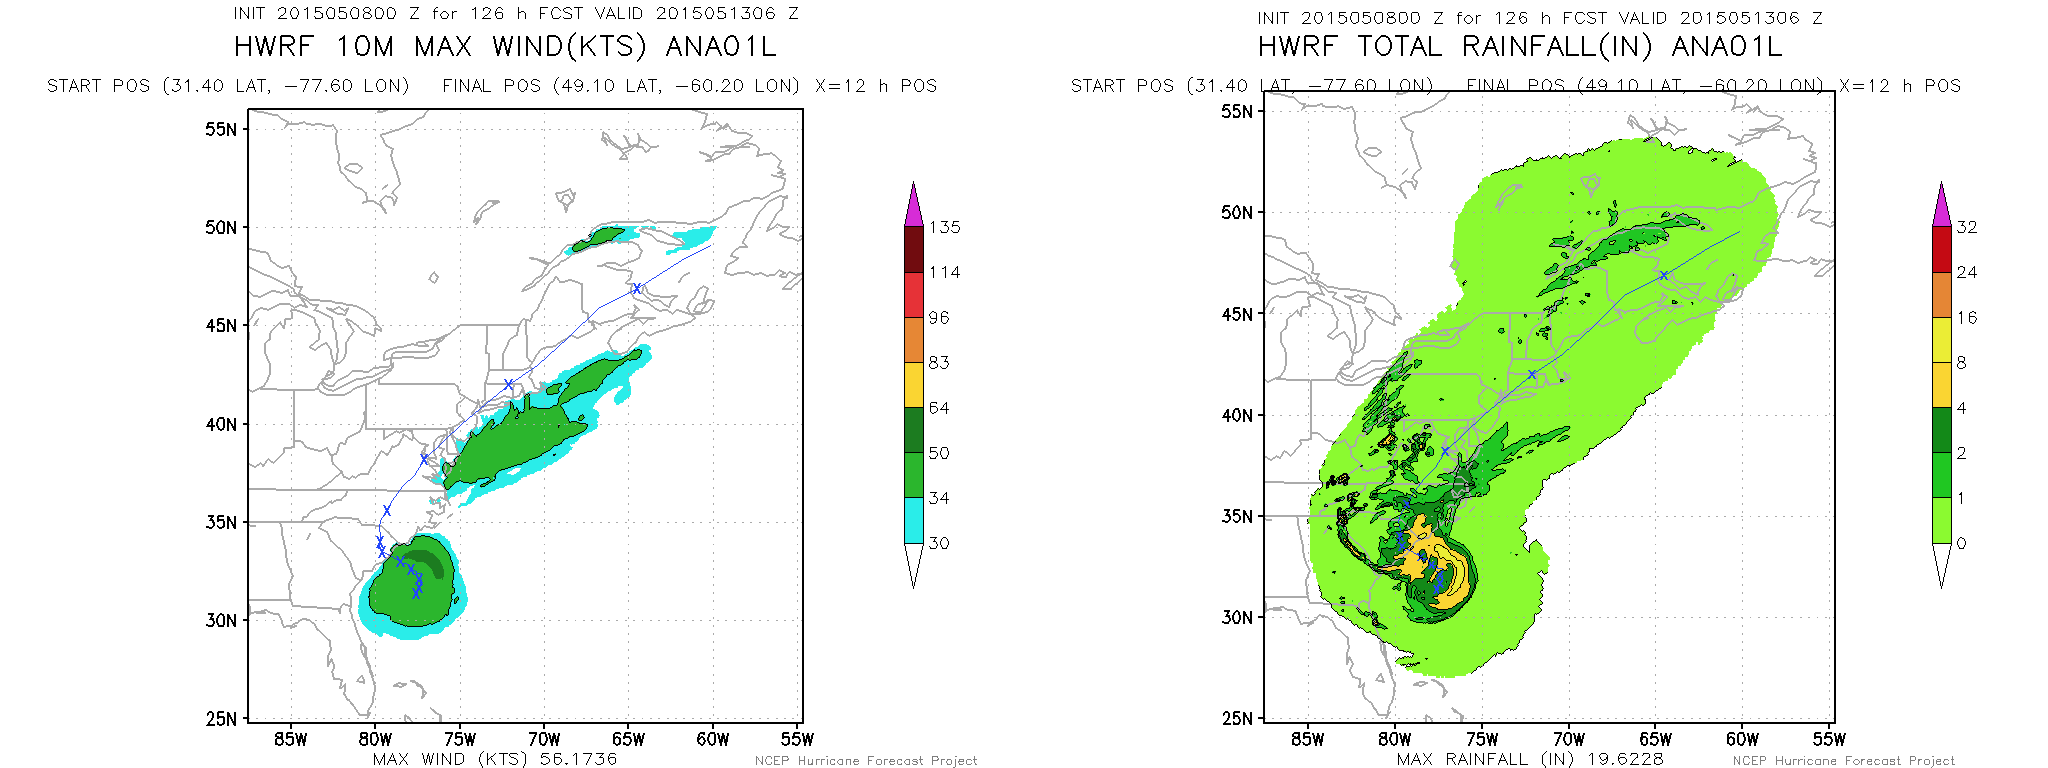 INIT 2015050800 Z for 126 h FCST VALID 2015051306 Z
HWRF 10M MAX WIND(KTS) ANA01L
START POS (31.40 LAT, −77.60 LON) FINAL POS (49.10 LAT, −60.20 LON) X=12 h POS
55N
50N
45N
40N
35N
30N
25N
85W 80W 75W 70W 65W 60W 55W
135
114
96
83
64
50
34
30
MAX WIND (KTS) 56.1736
NCEP Hurricane Forecast Project
INIT 2015050800 Z for 126 h FCST VALID 2015051306 Z
HWRF TOTAL RAINFALL(IN) ANA01L
START POS (31.40 LAT, −77.60 LON) FINAL POS (49.10 LAT, −60.20 LON) X=12 h POS
55N
50N
45N
40N
35N
30N
25N
85W 80W 75W 70W 65W 60W 55W
32
24
16
8
4
2
1
0
MAX RAINFALL (IN) 19.6228
NCEP Hurricane Forecast Project